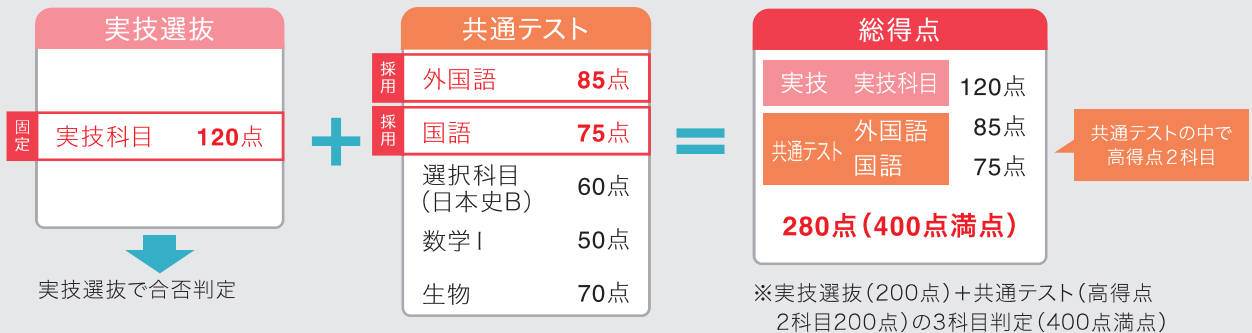 実技選抜
固定
実技科目 120点
実技選抜で合否判定
+
共通テスト
採用
外国語 85点
採用
国語 75点
選択科目
(日本史B) 60点
数学Ⅰ 50点
生物 70点
=
総得点
実技 実技科目 120点
共通テスト
外国語 85点
国語 75点
280点(400点満点)
共通テストの中で
高得点2科目
※実技選抜(200点)+共通テスト(高得点
2科目200点)の3科目判定(400点満点)